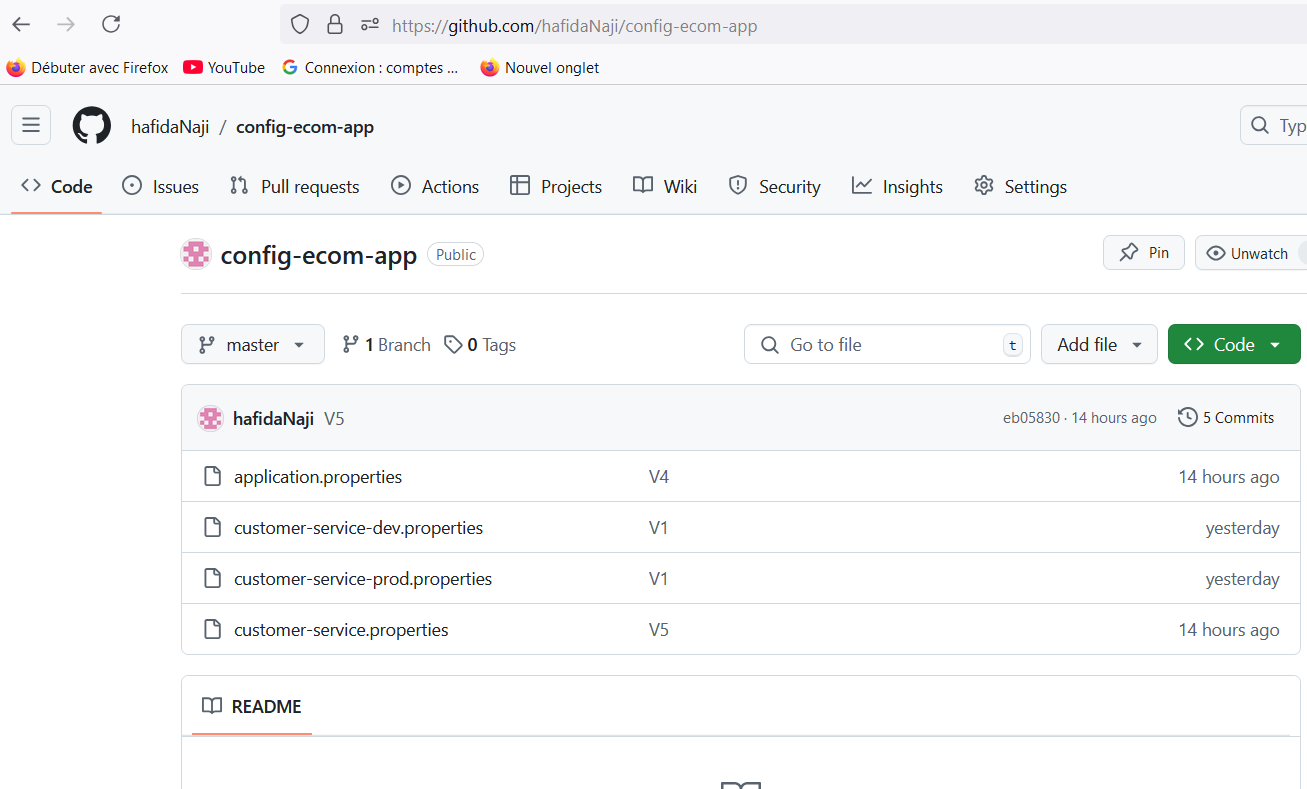 https://github.com/hafidaNaji/config-ecom-app
Débuter avec Firefox YouTube Connexion : comptes ... Nouvel onglet
hafidaNaji / config-ecom-app
Typ
Code Issues Pull requests Actions Projects Wiki Security Insights Settings
config-ecom-app Public Pin Unwatch
master 1 Branch 0 Tags Go to file t Add file Code
hafidaNaji V5 eb05830 · 14 hours ago 5 Commits
application.properties V4 14 hours ago
customer-service-dev.properties V1 yesterday
customer-service-prod.properties V1 yesterday
customer-service.properties V5 14 hours ago
README